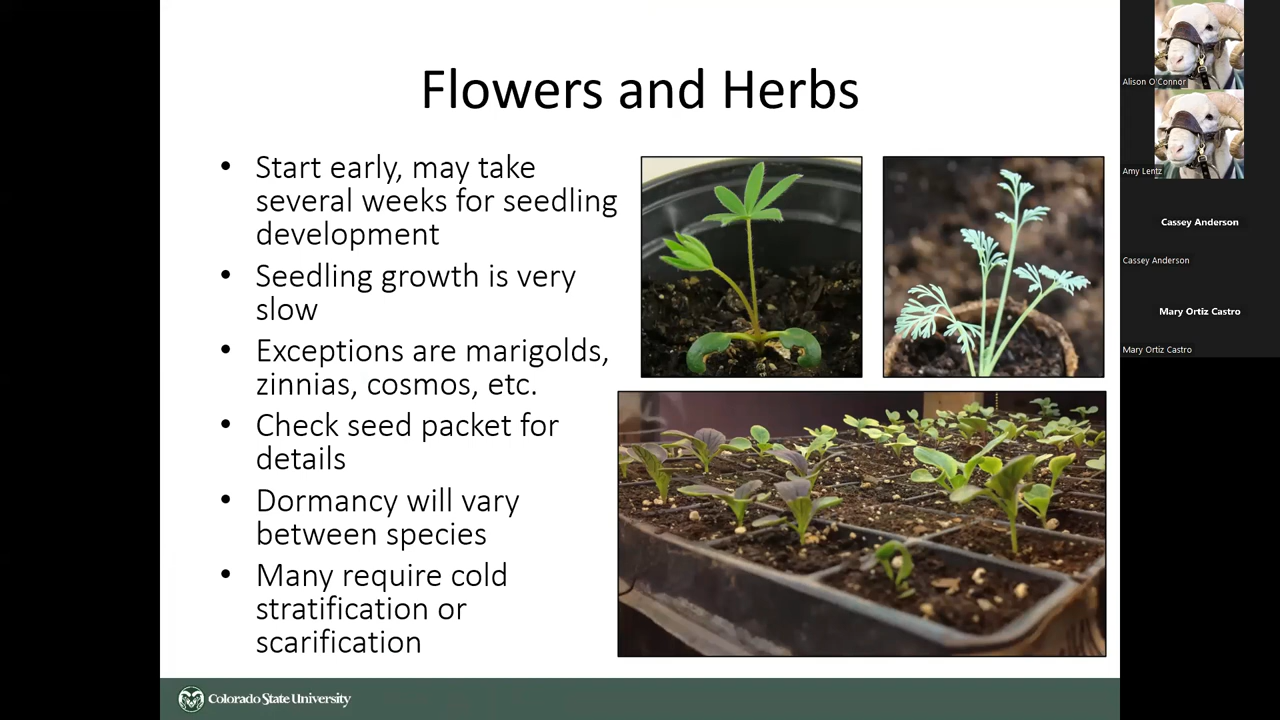 Flowers and Herbs
• Start early, may take
several weeks for seedling
development
• Seedling growth is very
slow
• Exceptions are marigolds,
zinnias, cosmos, etc.
• Check seed packet for
details
• Dormancy will vary
between species
• Many require cold
stratification or
scarification
Colorado State University
Alison O'Connor
Amy Lentz
Cassey Anderson
Cassey Anderson
Mary Ortiz Castro
Mary Ortiz Castro